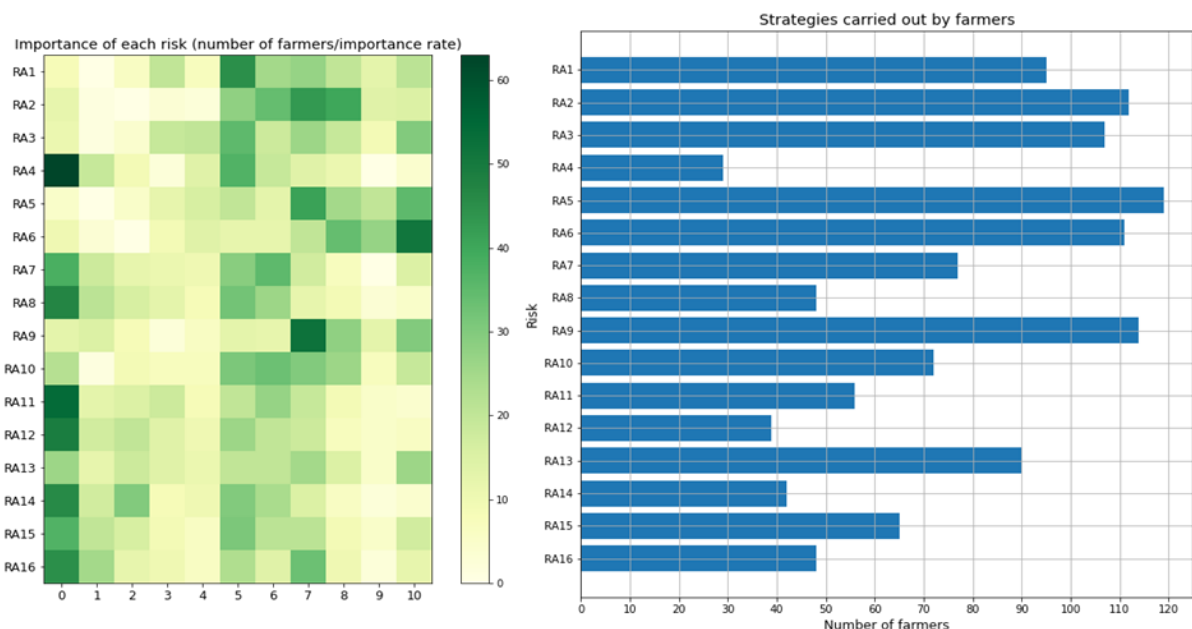 Importance of each risk (number of farmers/importance rate)
RA1
RA2
RA3
RA4
RA5
RA6
RA7
RA8
RA9
RA10
RA11
RA12
RA13
RA14
RA15
RA16
0 1 2 3 4 5 6 7 8 9 10
60
50
40
30
20
10
0
Strategies carried out by farmers
Risk
RA1
RA2
RA3
RA4
RA5
RA6
RA7
RA8
RA9
RA10
RA11
RA12
RA13
RA14
RA15
RA16
0 10 20 30 40 50 60 70 80 90 100 110 120
Number of farmers